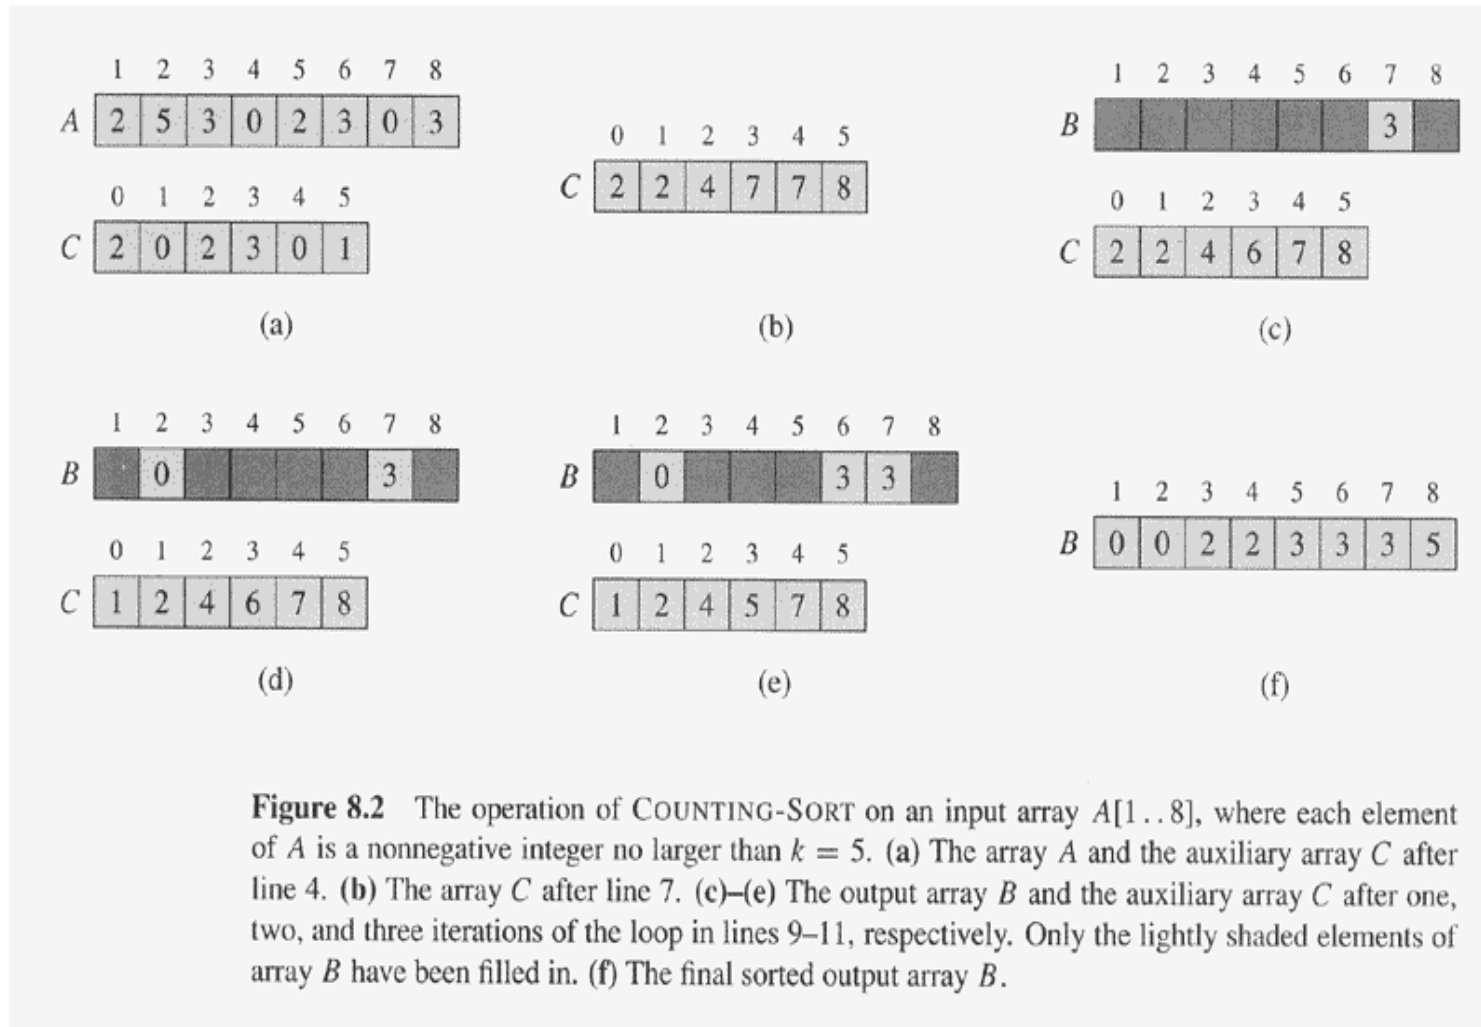 1 2 3 4 5 6 7 8
A 2 5 3 0 2 3 0 3
0 1 2 3 4 5
C 2 0 2 3 0 1
(a)
0 1 2 3 4 5
C 2 2 4 7 7 8
(b)
1 2 3 4 5 6 7 8
B 3
0 1 2 3 4 5
C 2 2 4 6 7 8
(c)
1 2 3 4 5 6 7 8
B 0 3
0 1 2 3 4 5
C 1 2 4 6 7 8
(d)
1 2 3 4 5 6 7 8
B 0 3 3
0 1 2 3 4 5
C 1 2 4 5 7 8
(e)
1 2 3 4 5 6 7 8
B 0 0 2 2 3 3 3 5
(f)
Figure 8.2 The operation of COUNTING-SORT on an input array A[1..8], where each element
of A is a nonnegative integer no larger than k = 5. (a) The array A and the auxiliary array C after
line 4. (b) The array C after line 7. (c)–(e) The output array B and the auxiliary array C after one,
two, and three iterations of the loop in lines 9–11, respectively. Only the lightly shaded elements of
array B have been filled in. (f) The final sorted output array B.